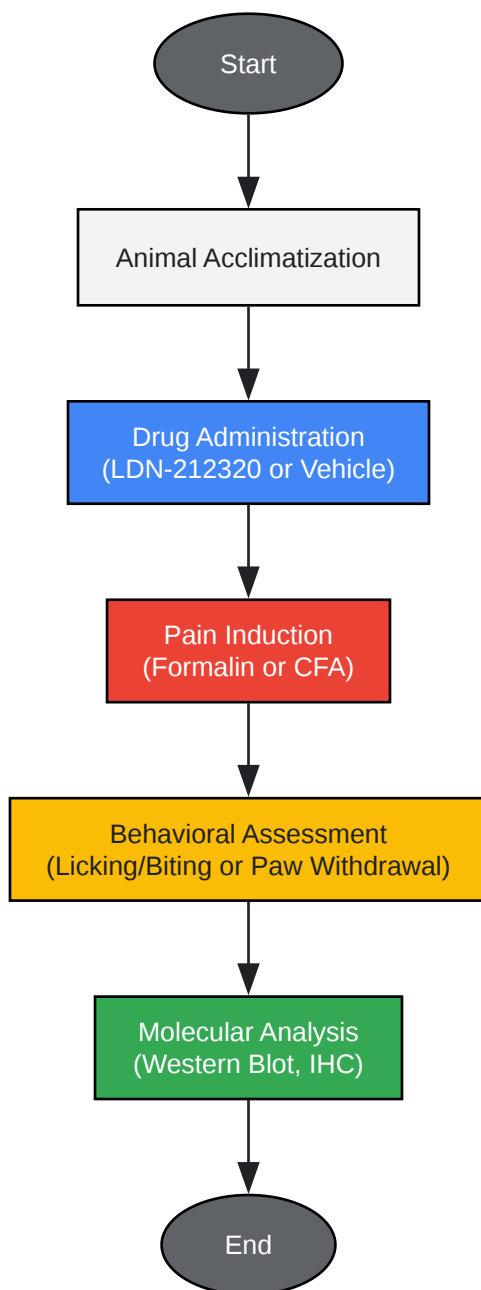 Start
Animal Acclimatization
Drug Administration
(LDN-212320 or Vehicle)
Pain Induction
(Formalin or CFA)
Behavioral Assessment
(Licking/Biting or Paw Withdrawal)
Molecular Analysis
(Western Blot, IHC)
End